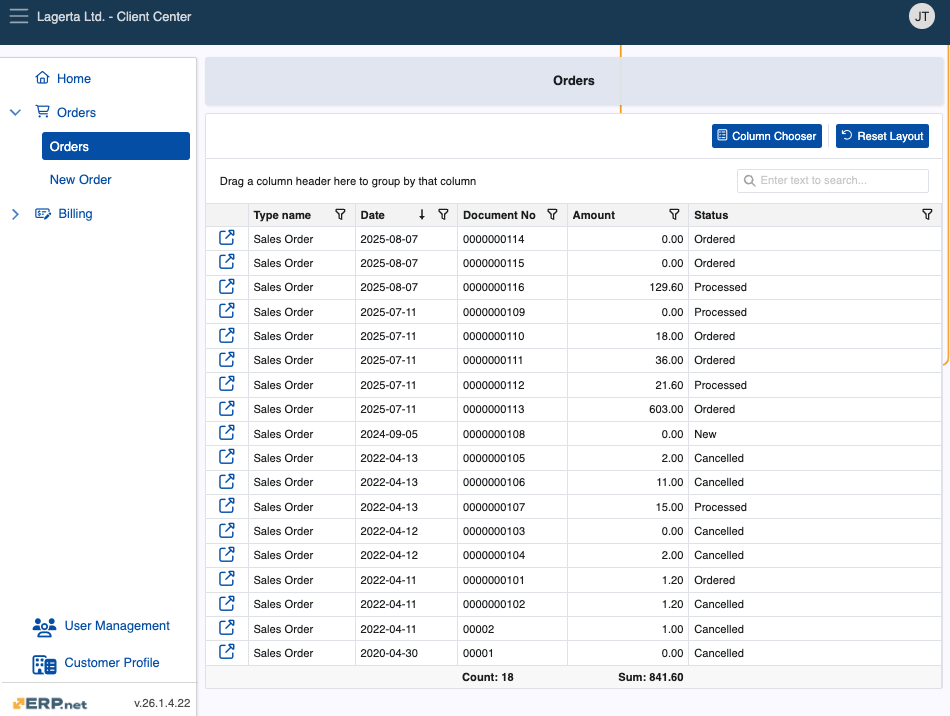 Lagerta Ltd. - Client Center
JT
Home
Orders
Orders
New Order
Billing
User Management
Customer Profile
ERP.net
v.26.1.4.22
Orders
Column Chooser
Reset Layout
Drag a column header here to group by that column
Enter text to search...
Type name Date Document No Amount Status
Sales Order 2025-08-07 0000000114 0.00 Ordered
Sales Order 2025-08-07 0000000115 0.00 Ordered
Sales Order 2025-08-07 0000000116 129.60 Processed
Sales Order 2025-07-11 0000000109 0.00 Processed
Sales Order 2025-07-11 0000000110 18.00 Ordered
Sales Order 2025-07-11 0000000111 36.00 Ordered
Sales Order 2025-07-11 0000000112 21.60 Processed
Sales Order 2025-07-11 0000000113 603.00 Ordered
Sales Order 2024-09-05 0000000108 0.00 New
Sales Order 2022-04-13 0000000105 2.00 Cancelled
Sales Order 2022-04-13 0000000106 11.00 Cancelled
Sales Order 2022-04-13 0000000107 15.00 Processed
Sales Order 2022-04-12 0000000103 0.00 Cancelled
Sales Order 2022-04-12 0000000104 2.00 Cancelled
Sales Order 2022-04-11 0000000101 1.20 Ordered
Sales Order 2022-04-11 0000000102 1.20 Cancelled
Sales Order 2022-04-11 00002 1.00 Cancelled
Sales Order 2020-04-30 00001 0.00 Cancelled
Count: 18 Sum: 841.60